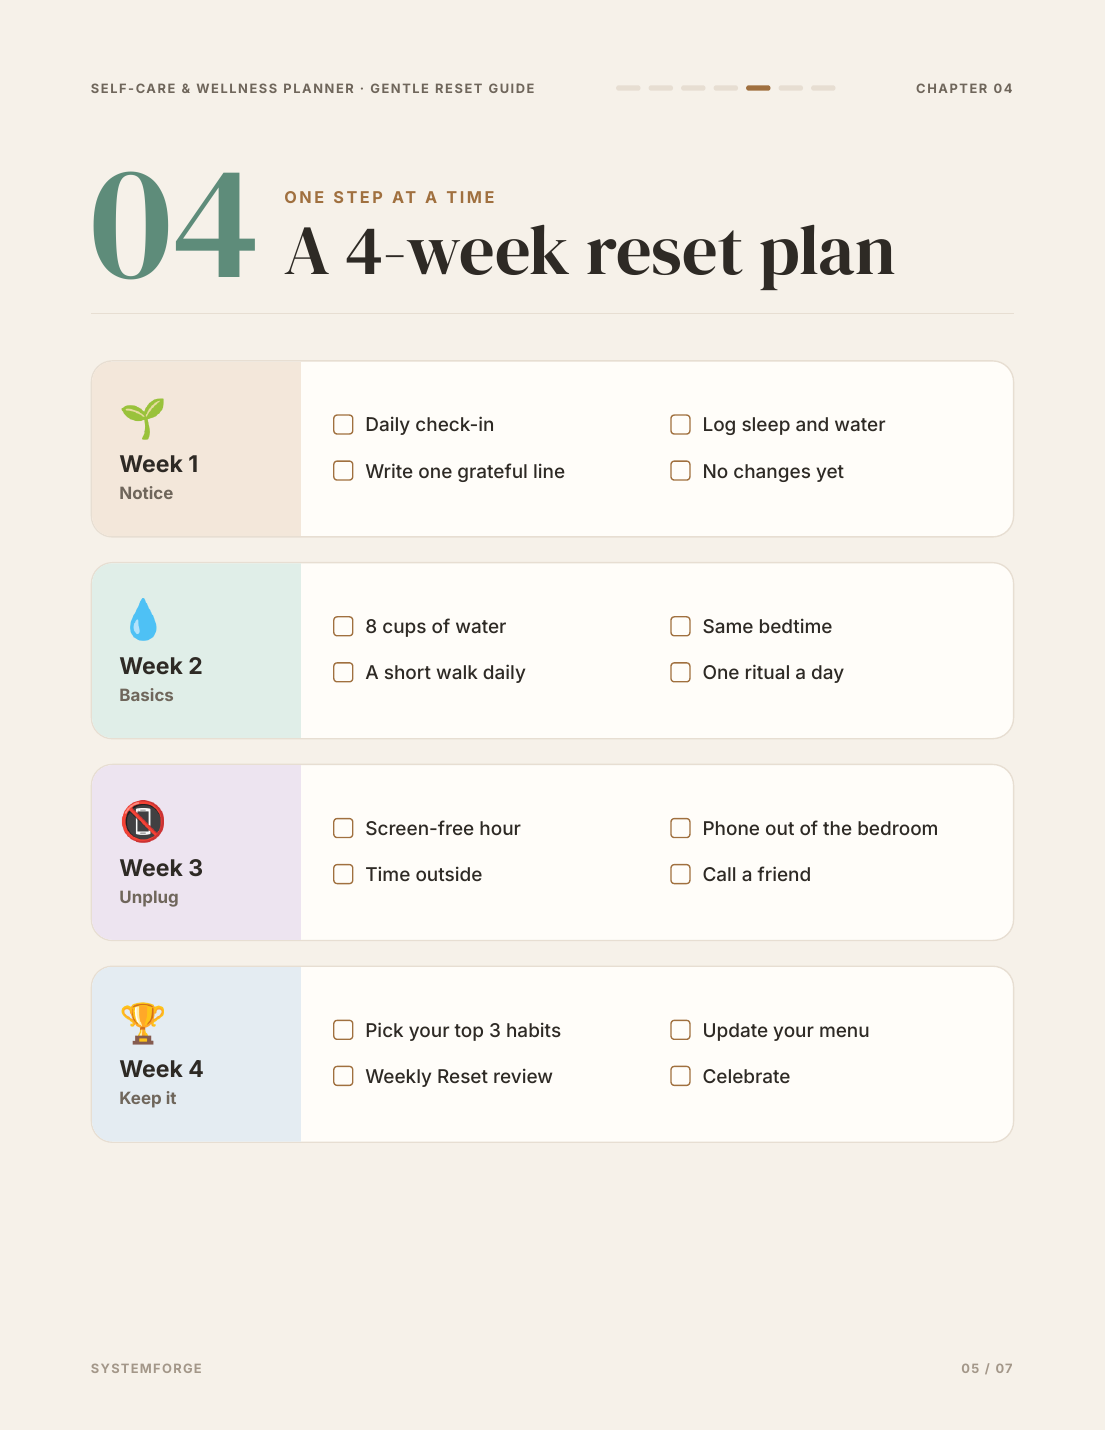 SELF-CARE & WELLNESS PLANNER · GENTLE RESET GUIDE
CHAPTER 04
04
ONE STEP AT A TIME
A 4-week reset plan
Week 1
Notice
Daily check-in
Log sleep and water
Write one grateful line
No changes yet
Week 2
Basics
8 cups of water
Same bedtime
A short walk daily
One ritual a day
Week 3
Unplug
Screen-free hour
Phone out of the bedroom
Time outside
Call a friend
Week 4
Keep it
Pick your top 3 habits
Update your menu
Weekly Reset review
Celebrate
SYSTEMFORGE
05 / 07